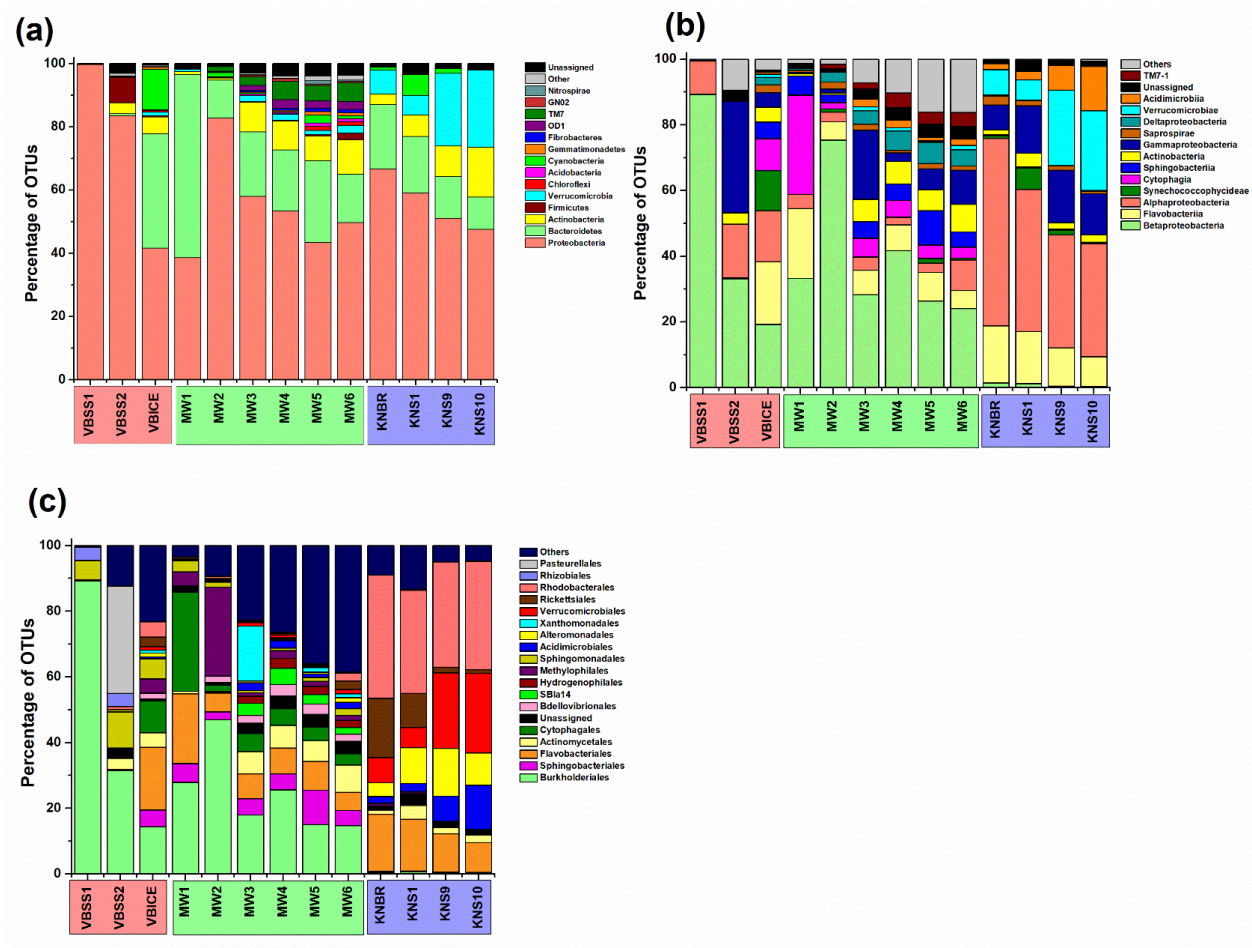 (a)
Percentage of OTUs
100
80
60
40
20
0
VBSS1
VBSS2
VBICE
MW1
MW2
MW3
MW4
MW5
MW6
KNBR
KNS1
KNS9
KNS10
Unassigned
Other
Nitrospirae
GN02
TM7
OD1
Fibrobacteres
Gemmatimonadetes
Cyanobacteria
Acidobacteria
Chloroflexi
Verrucomicrobia
Firmicutes
Actinobacteria
Bacteroidetes
Proteobacteria
(b)
Percentage of OTUs
100
80
60
40
20
0
VBSS1
VBSS2
VBICE
MW1
MW2
MW3
MW4
MW5
MW6
KNBR
KNS1
KNS9
KNS10
Others
TM7-1
Unassigned
Acidimicrobiia
Verrucomicrobiae
Deltaproteobacteria
Saprospirae
Gammaproteobacteria
Actinobacteria
Sphingobacteria
Cytophagia
Synechococcophycideae
Alphaproteobacteria
Flavobacteriia
Betaproteobacteria
(c)
Percentage of OTUs
100
80
60
40
20
0
VBSS1
VBSS2
VBICE
MW1
MW2
MW3
MW4
MW5
MW6
KNBR
KNS1
KNS9
KNS10
Others
Pasteurellales
Rhizobiales
Rhodobacterales
Rickettsiales
Verrucomicrobiales
Xanthomonadales
Alteromonadales
Acidimicrobiales
Sphingomonadales
Methylophilales
Hydrogenophilales
SBla14
Bdellovibrionales
Unassigned
Cytophagales
Actinomycetales
Flavobacteriales
Sphingobacteriales
Burkholderiales